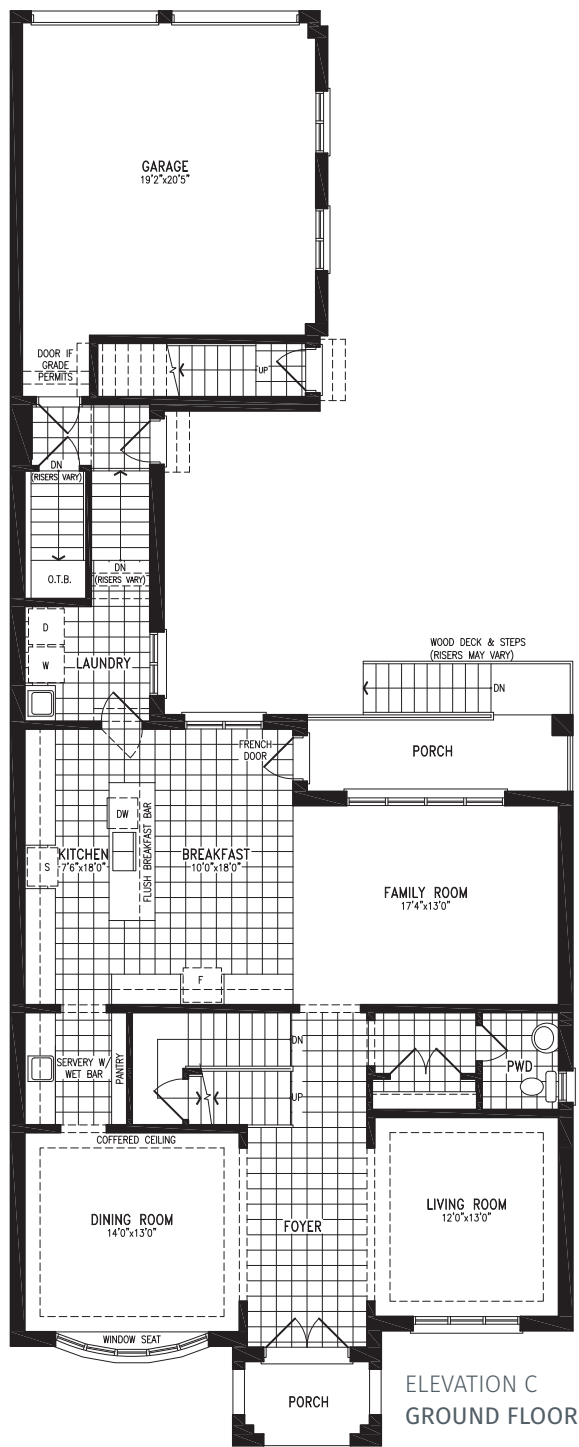 GARAGE
19'2"x20'5"
DOOR IF
GRADE
PERMITS
UP
DN
(RISERS VARY)
DN
(RISERS VARY)
O.T.B.
D
W
LAUNDRY
WOOD DECK & STEPS
(RISERS MAY VARY)
DN
FRENCH
DOOR
PORCH
DW
FLUSH BREAKFAST BAR
S
KITCHEN
7'6"x18'0"
BREAKFAST
10'0"x18'0"
FAMILY ROOM
17'4"x13'0"
F
SERVERY W/
WET BAR
PANTRY
DN
UP
PWD
COFFERED CEILING
DINING ROOM
14'0"x13'0"
FOYER
LIVING ROOM
12'0"x13'0"
WINDOW SEAT
PORCH
ELEVATION C
GROUND FLOOR